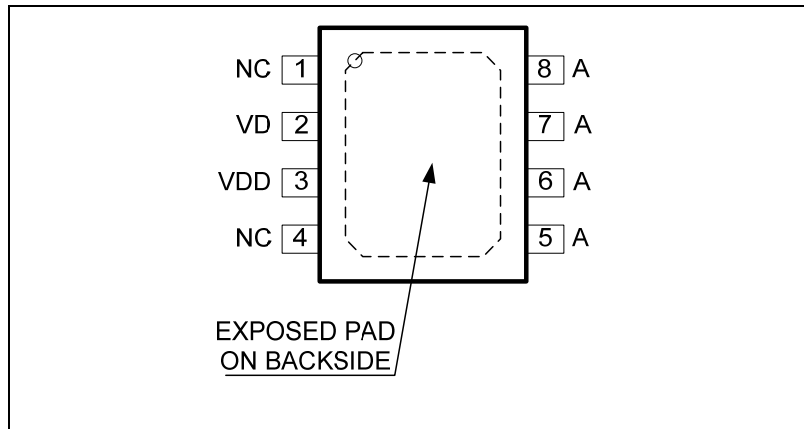 NC 1 8 A
VD 2 7 A
VDD 3 6 A
NC 4 5 A
EXPOSED PAD
ON BACKSIDE